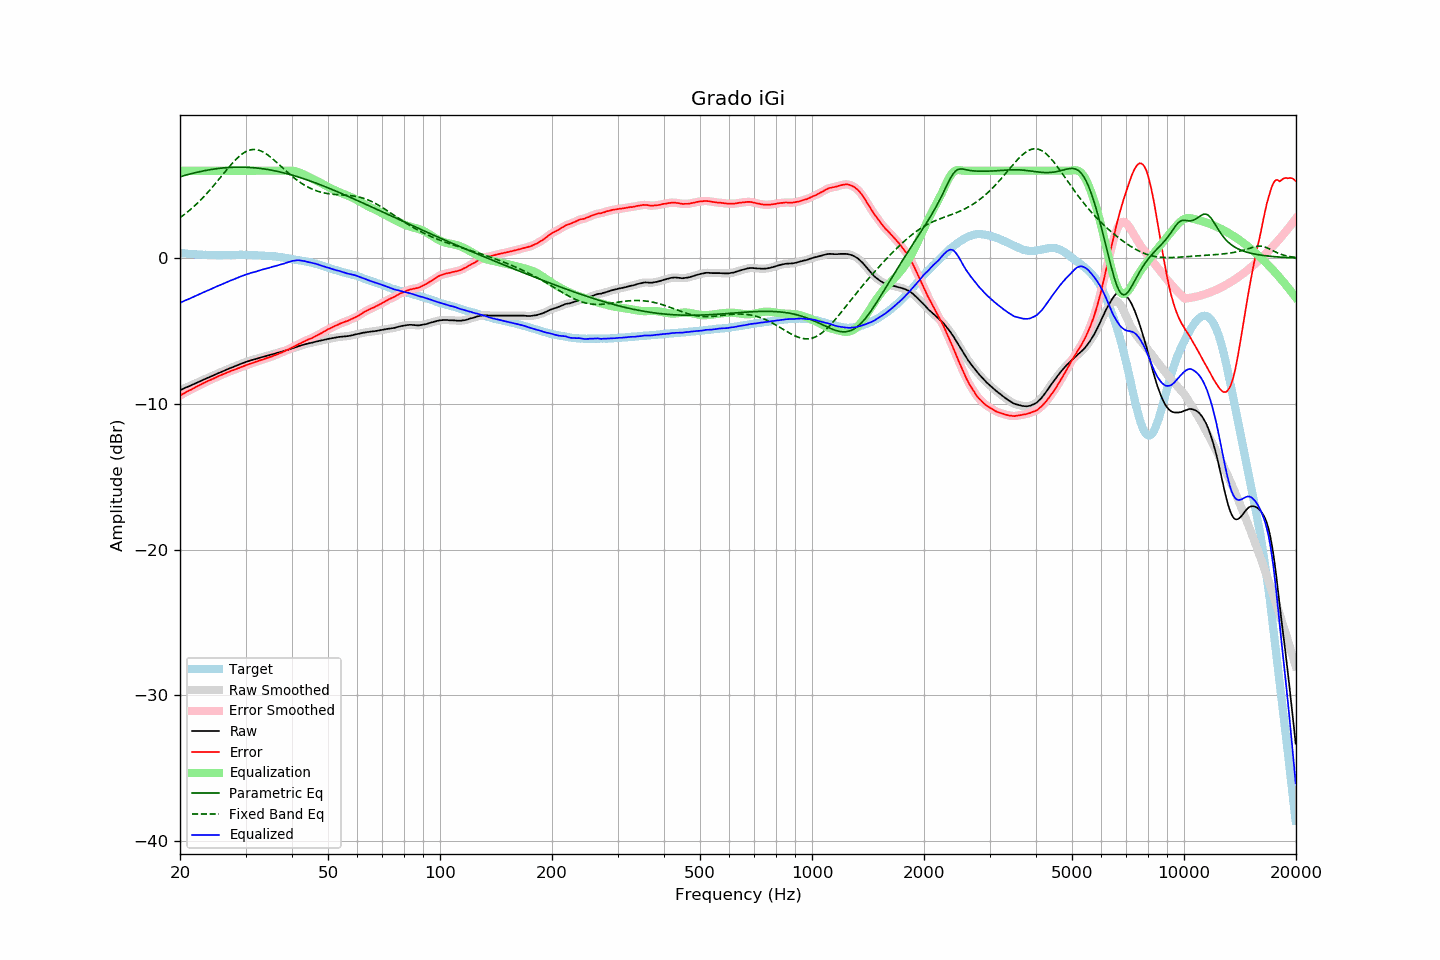 Grado iGi
Amplitude (dBr)
0
−10
−20
−30
−40
Target
Raw Smoothed
Error Smoothed
Raw
Error
Equalization
Parametric Eq
Fixed Band Eq
Equalized
20 50 100 200 500 1000 2000 5000 10000 20000
Frequency (Hz)